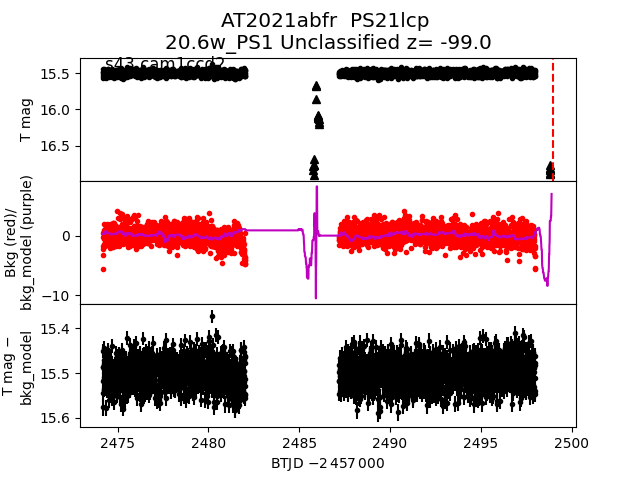 AT2021abfr  PS21lcp
20.6w_PS1 Unclassified z= -99.0
s43 cam1ccd2
15.5
16.0
16.5
T mag
0
−10
Bkg (red)/
bkg_model (purple)
15.4
15.5
15.6
T mag −
bkg_model
2475
2480
2485
2490
2495
2500
BTJD −2 457 000